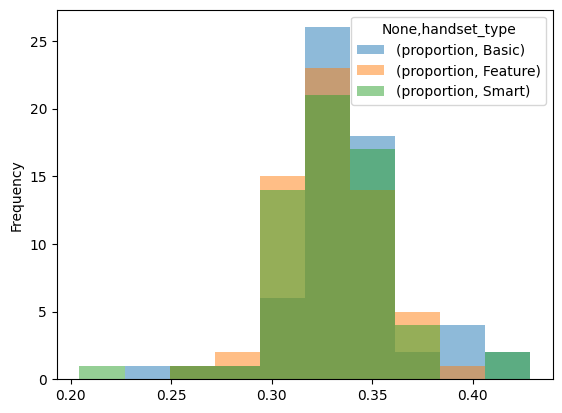 None,handset_type
(proportion, Basic)
(proportion, Feature)
(proportion, Smart)
Frequency
25
20
15
10
5
0
0.20 0.25 0.30 0.35 0.40